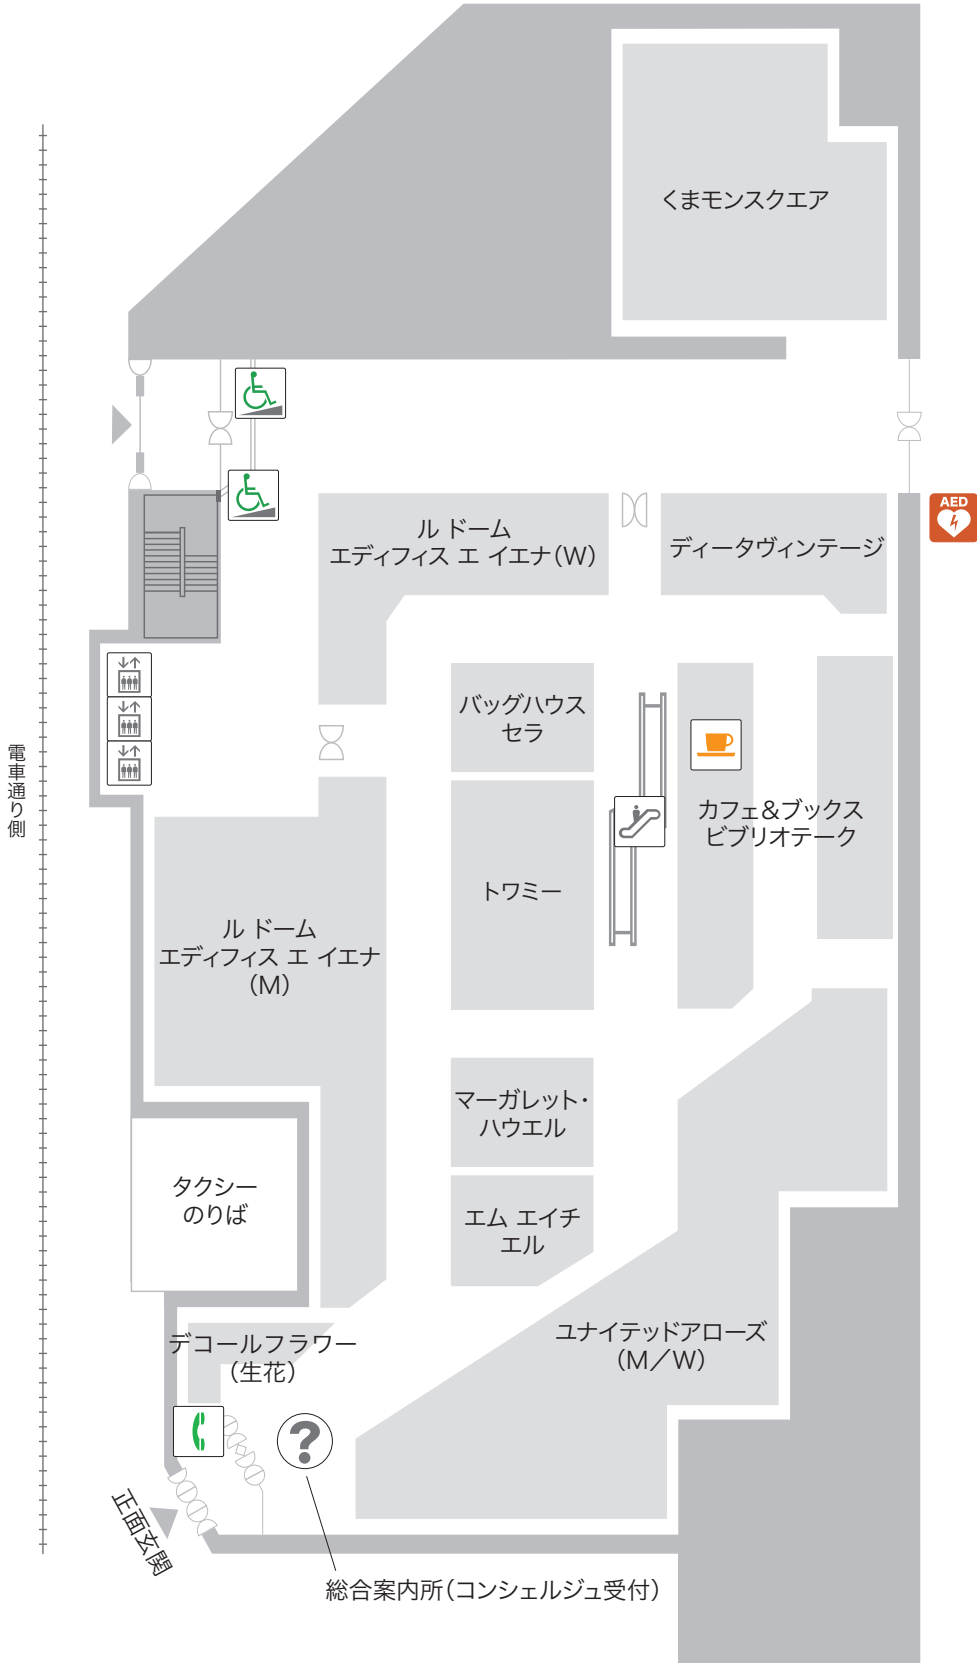 くまモンスクエア
AED
ル ドーム
エディフィス エ イエナ(W)
ディータヴィンテージ
バッグハウス
セラ
電車通り側
カフェ&ブックス
ビブリオテーク
トワミー
ル ドーム
エディフィス エ イエナ
(M)
マーガレット・
ハウエル
タクシー
のりば
エム エイチ
エル
デコールフラワー
(生花)
ユナイテッドアローズ
(M/W)
?
正面玄関
総合案内所(コンシェルジュ受付)